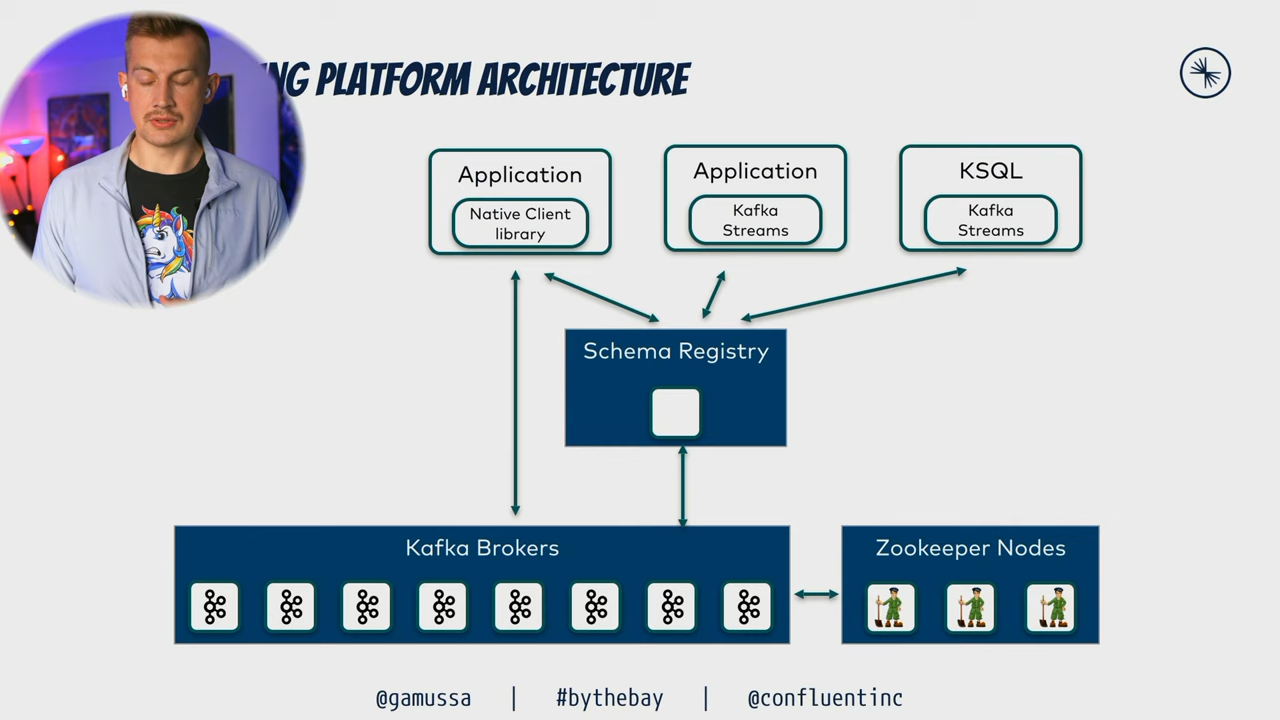 NG PLATFORM ARCHITECTURE
Application
Native Client
library
Application
Kafka
Streams
KSQL
Kafka
Streams
Schema Registry
Kafka Brokers
Zookeeper Nodes
@gamussa | #bythebay | @confluentinc